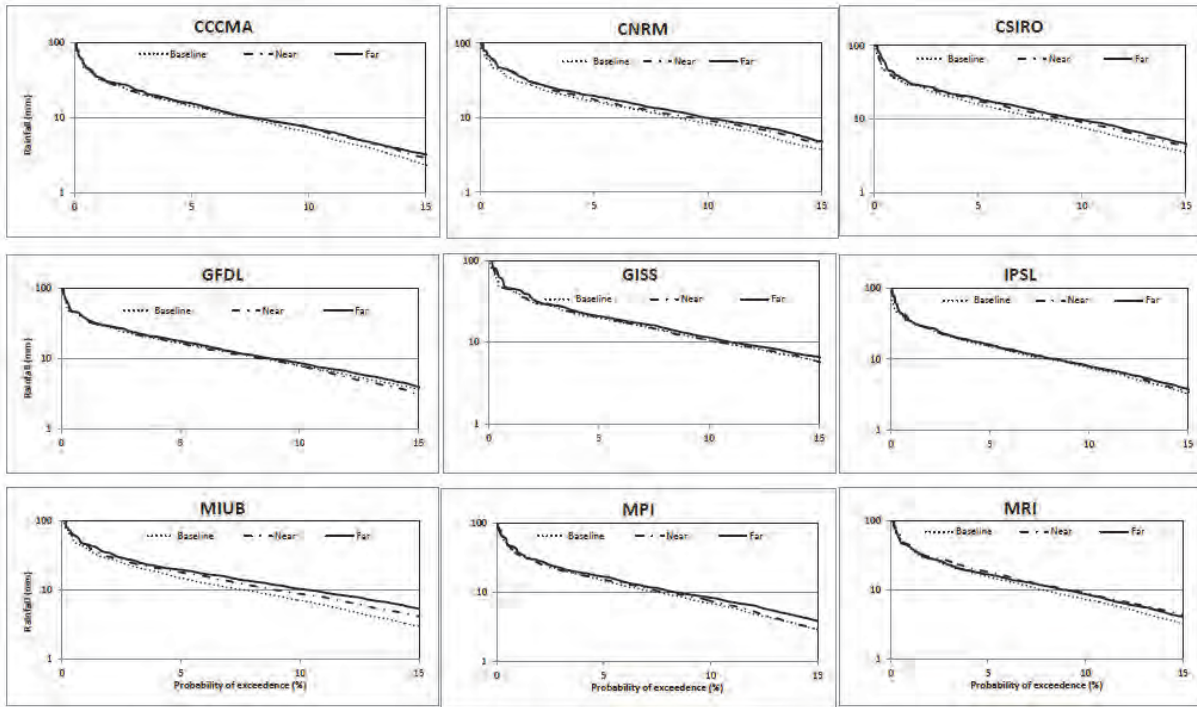 CCCMA
100
Baseline
Near
Far
Rainfall (mm)
10
1
0
5
10
15
CNRM
100
Baseline
Near
Far
10
1
0
5
10
15
CSIRO
100
Baseline
Near
Far
10
1
0
5
10
15
GFDL
100
Baseline
Near
Far
Rainfall (mm)
10
1
0
5
10
15
GISS
100
Baseline
Near
Far
10
1
0
5
10
15
IPSL
100
Baseline
Near
Far
10
1
0
5
10
15
MIUB
100
Baseline
Near
Far
Rainfall (mm)
10
1
0
5
10
15
Probability of exceedence (%)
MPI
100
Baseline
Near
Far
10
1
0
5
10
15
Probability of exceedence (%)
MRI
100
Baseline
Near
Far
10
1
0
5
10
15
Probability of exceedence (%)